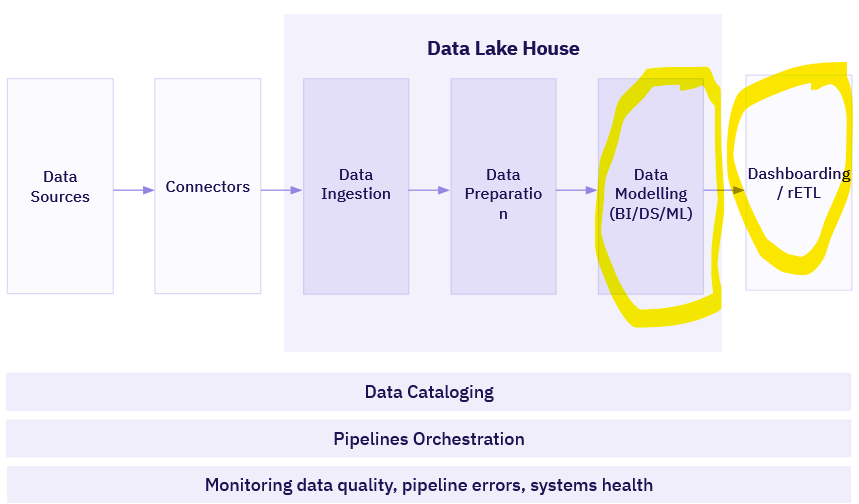 Data Lake House
Data
Sources
Connectors
Data
Ingestion
Data
Preparatio
n
Data
Modelling
(BI/DS/ML)
Dashboarding
/ rETL
Data Cataloging
Pipelines Orchestration
Monitoring data quality, pipeline errors, systems health